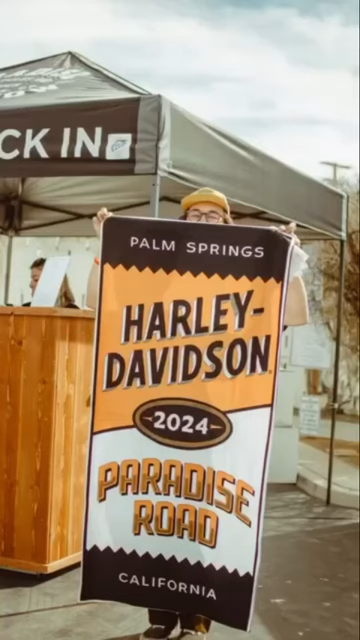 CK IN
PALM SPRINGS
HARLEY-
DAVIDSON
2024
PARADISE
ROAD
CALIFORNIA